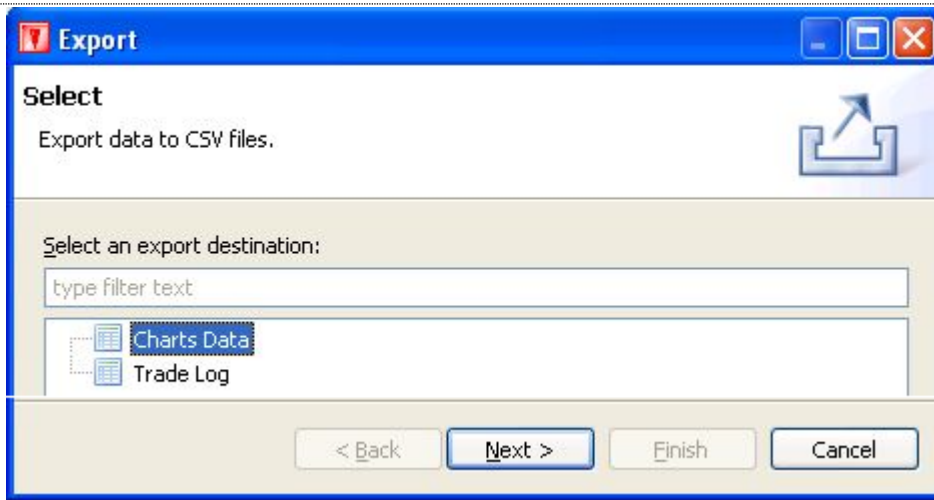 Export
Select
Export data to CSV files.
Select an export destination:
type filter text
Charts Data
Trade Log
< Back Next > Finish Cancel